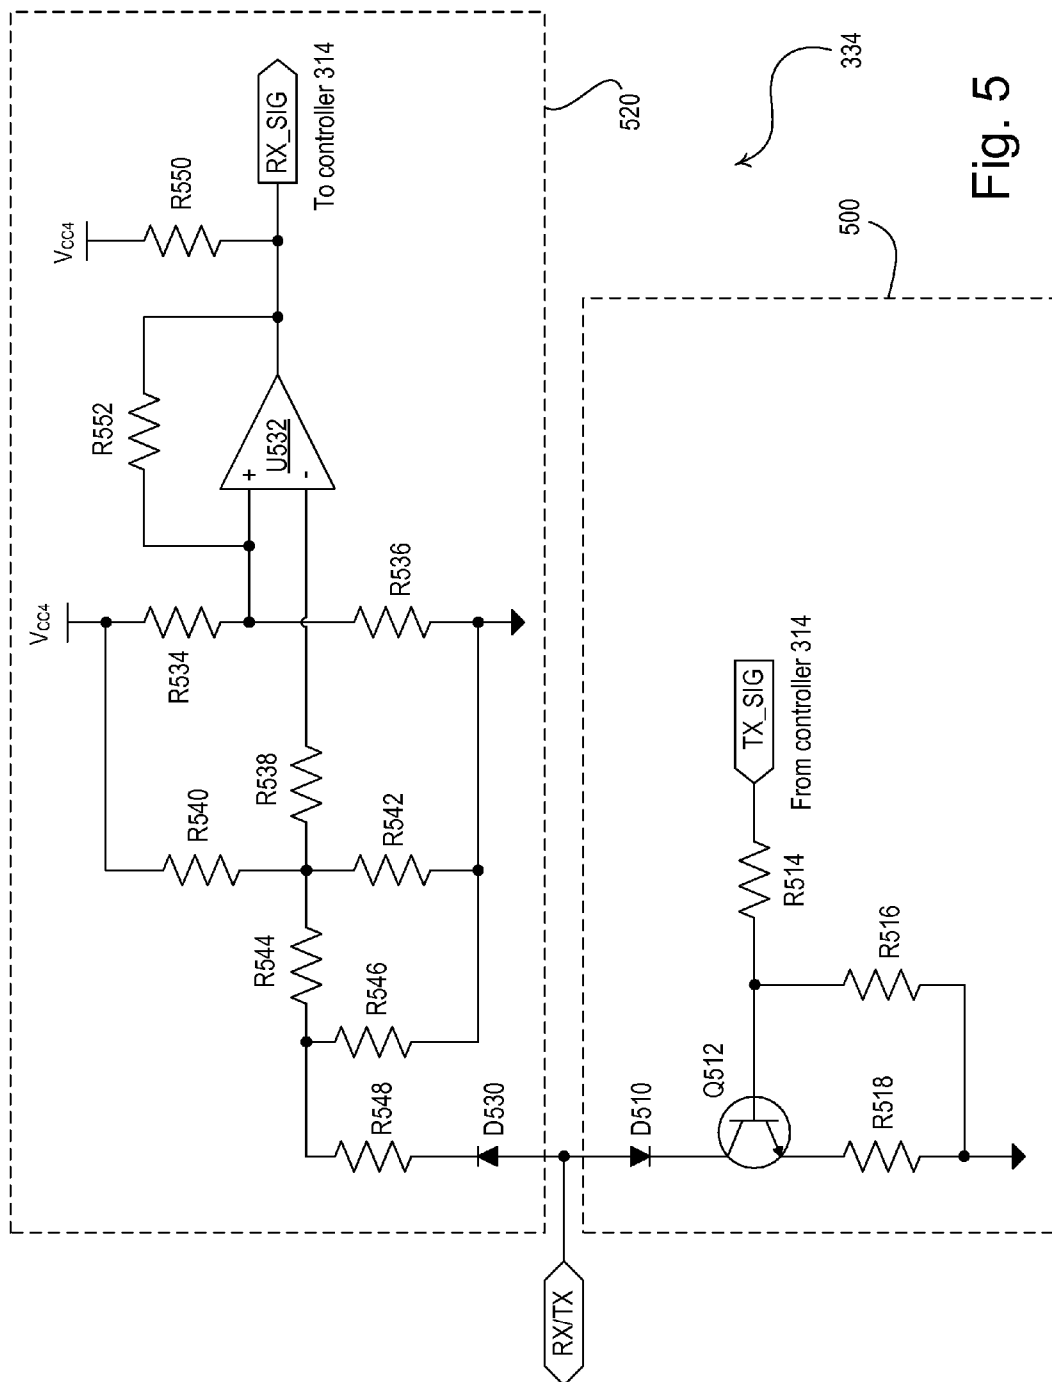 VCC4
VCC4
R550
RX_SIG
To controller 314
R552
U532
+
-
R534
R536
R540
R538
R542
R544
R546
R548
D530
520
334
Fig. 5
RX/TX
D510
500
TX_SIG
From controller 314
R514
Q512
R516
R518